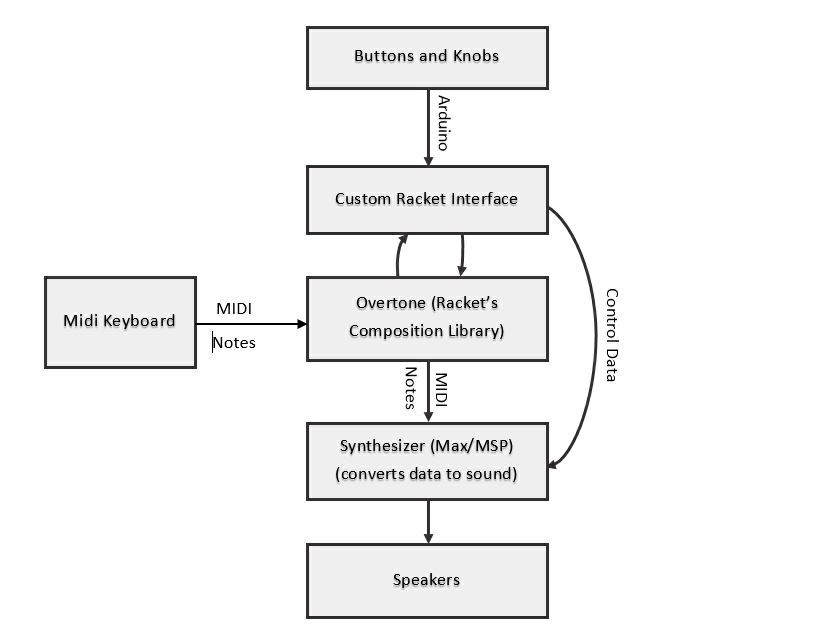 Buttons and Knobs
Arduino
Custom Racket Interface
Midi Keyboard
MIDI
Notes
Overtone (Racket’s
Composition Library)
Control Data
MIDI
Notes
Synthesizer (Max/MSP)
(converts data to sound)
Speakers